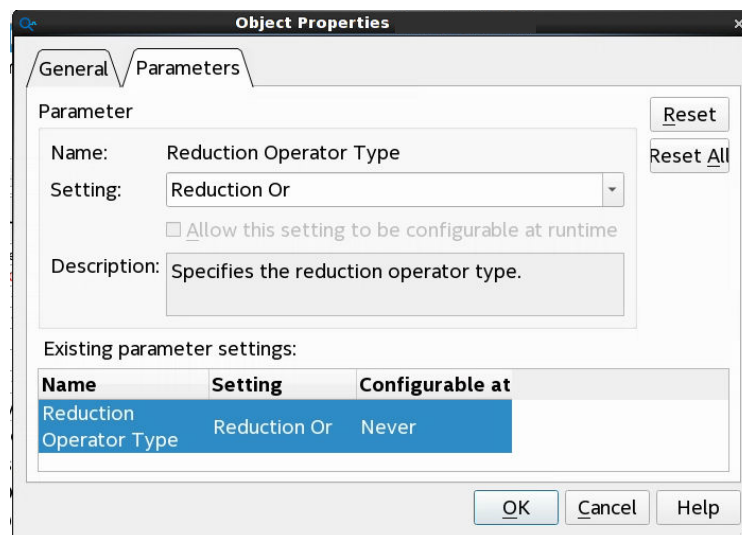 Object Properties
General
Parameters
Parameter
Reset
Name:
Reduction Operator Type
Reset All
Setting:
Reduction Or
Allow this setting to be configurable at runtime
Description:
Specifies the reduction operator type.
Existing parameter settings:
Name
Setting
Configurable at
Reduction
Operator Type
Reduction Or
Never
OK
Cancel
Help